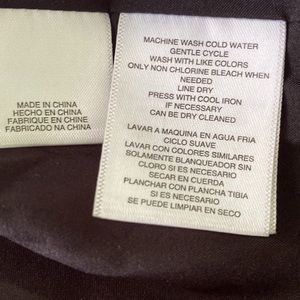 MADE IN CHINA
HECHO EN CHINA
FABRIQUE EN CHINE
FABRICADO NA CHINA
MACHINE WASH COLD WATER
GENTLE CYCLE
WASH WITH LIKE COLORS
ONLY NON CHLORINE BLEACH WHEN
NEEDED
LINE DRY
PRESS WITH COOL IRON
IF NECESSARY
CAN BE DRY CLEANED
LAVAR A MAQUINA EN AGUA FRIA
CICLO SUAVE
LAVAR CON COLORES SIMILARES
SOLAMENTE BLANQUEADOR SIN
CLORO SI ES NECESARIO
SECAR EN CUERDA
PLANCHAR CON PLANCHA TIBIA
SI ES NECESARIO
SE PUEDE LIMPIAR EN SECO